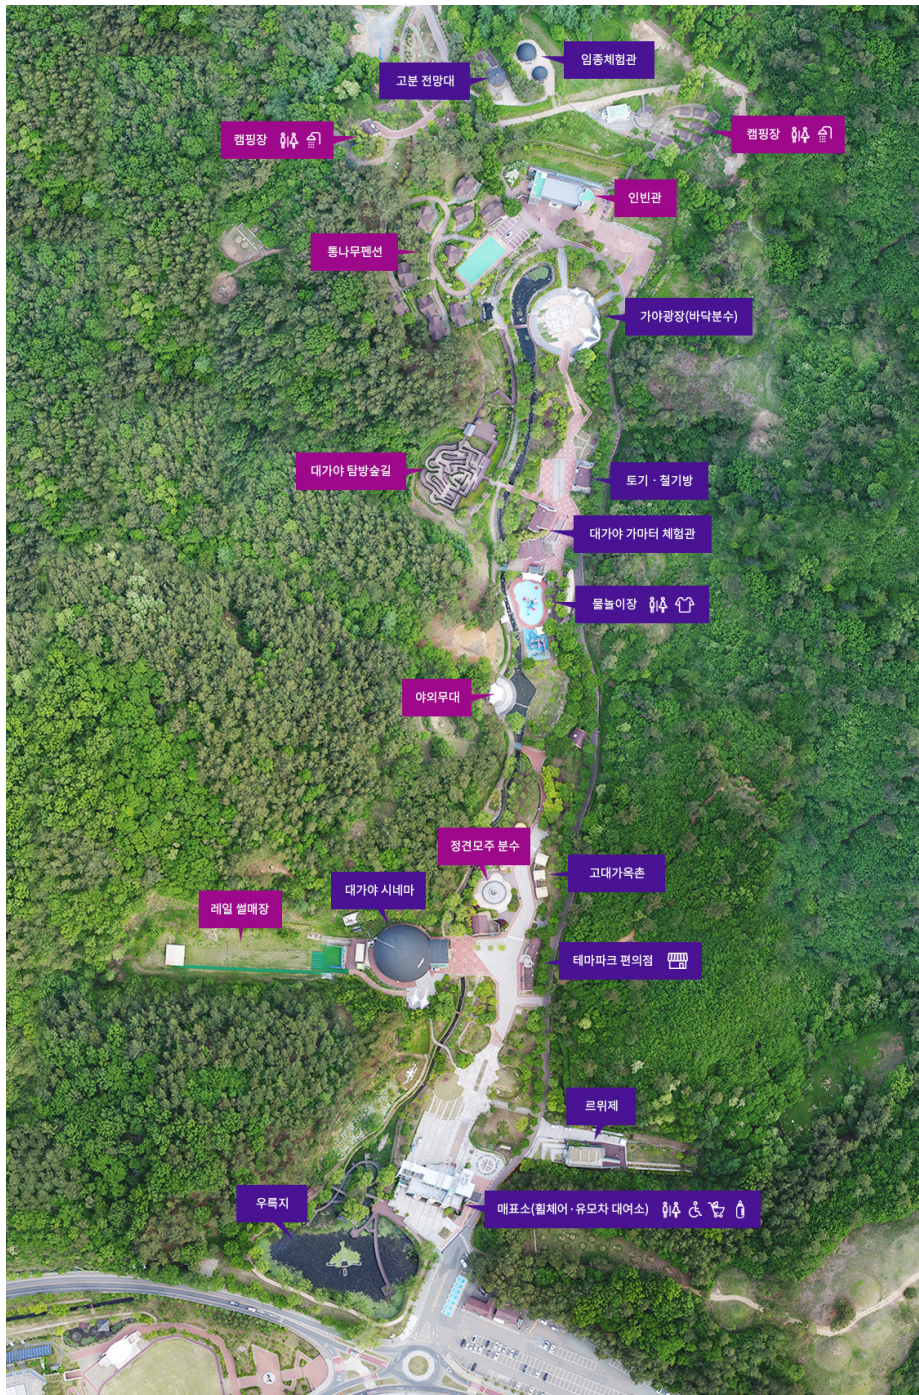 임종체험관
고분 전망대
캠핑장
캠핑장
인빈관
통나무펜션
가야광장(바닥분수)
대가야 탐방숲길
토기 · 철기방
대가야 가마터 체험관
물놀이장
야외무대
정견모주 분수
고대가옥촌
대가야 시네마
레일 썰매장
테마파크 편의점
르뮈제
우륵지
매표소(휠체어·유모차 대여소)